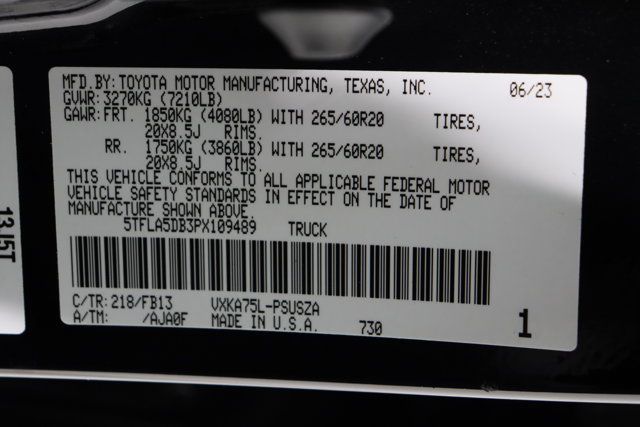 MFD.BY:TOYOTA MOTOR MANUFACTURING, TEXAS, INC. 06/23
GVWR:3270KG (7210LB)
GAWR:FRT. 1850KG (4080LB) WITH 265/60R20 TIRES,
20X8.5J RIMS.
RR. 1750KG (3860LB) WITH 265/60R20 TIRES,
20X8.5J RIMS.
THIS VEHICLE CONFORMS TO ALL APPLICABLE FEDERAL MOTOR
VEHICLE SAFETY STANDARDS IN EFFECT ON THE DATE OF
MANUFACTURE SHOWN ABOVE.
5TFLA5DB3PX109489 TRUCK
C/TR:218/FB13 VXKA75L-PSUSZA
A/TM: /AJA0F MADE IN U.S.A. 730 1